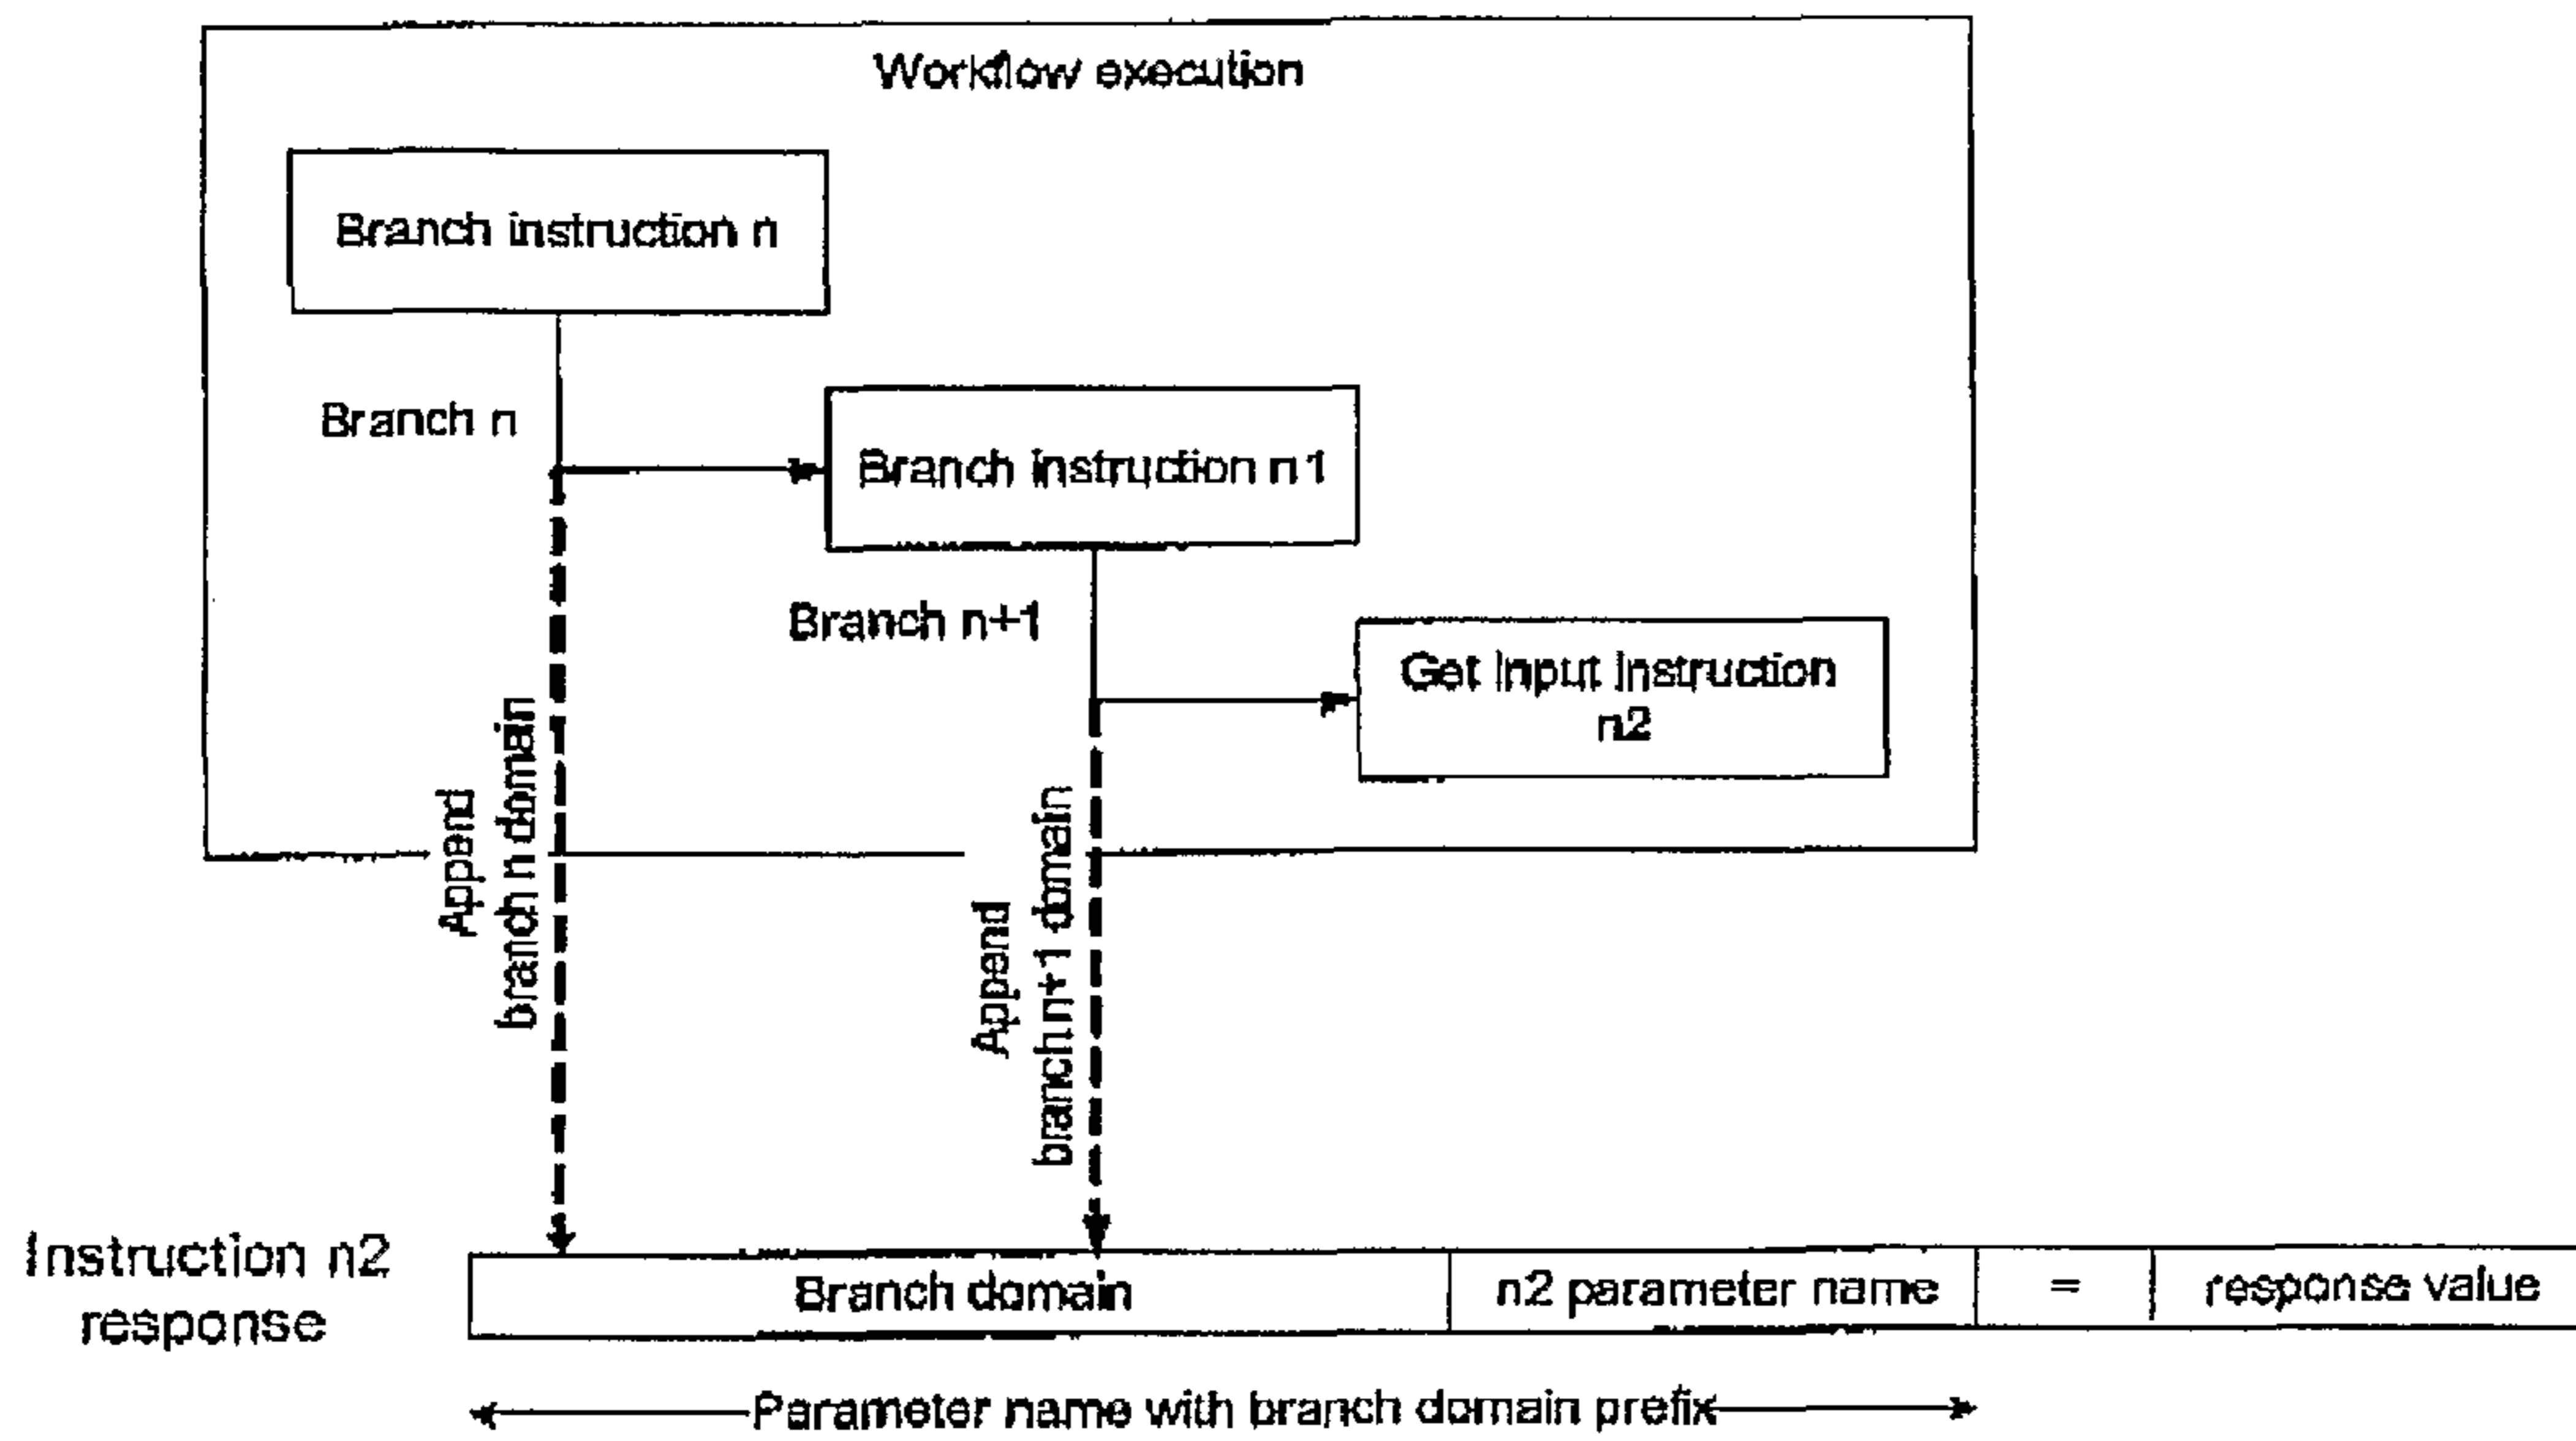 Workflow execution
Branch instruction n
Branch n
Branch instruction n1
Branch n+1
Get Input Instruction
n2
Append
branch n domain
Append
branch n+1 domain
Instruction n2
response
Branch domain
n2 parameter name
=
response value
Parameter name with branch domain prefix